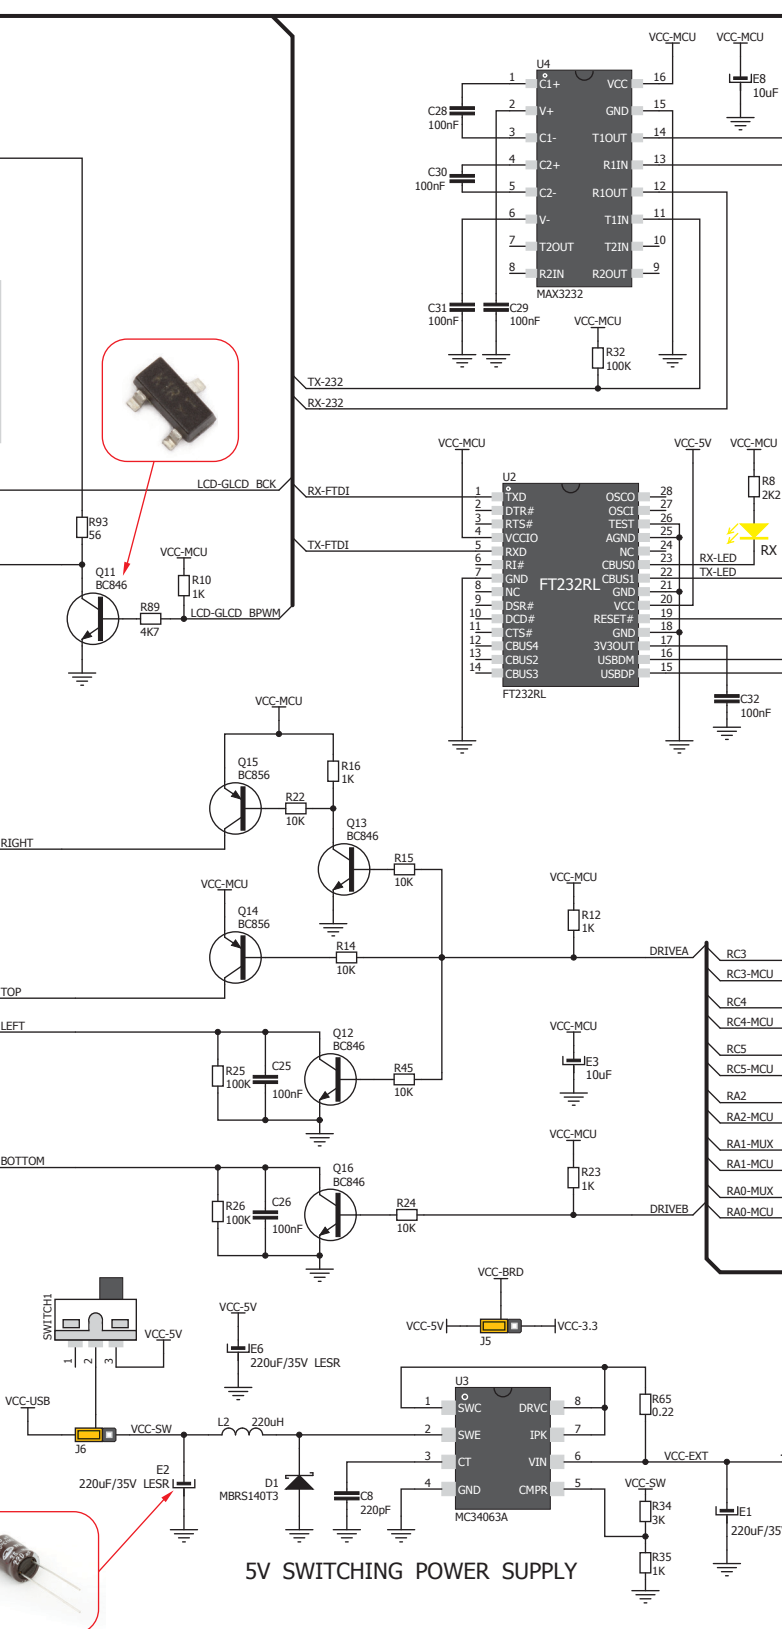 VCC-MCU VCC-MCU
U4
E8
10uF
1 C1+ VCC 16
2 V+ GND 15
C28
100nF
3 C1- T1OUT 14
4 C2+ R1IN 13
C30
100nF
5 C2- R1OUT 12
6 V- T1IN 11
7 T2OUT T2IN 10
8 R2IN R2OUT 9
MAX3232
C31
100nF
C29
100nF
VCC-MCU
R32
100K
TX-232
RX-232
K1R
VCC-MCU VCC-5V VCC-MCU
U2
R8
2K2
LCD-GLCD_BCK
RX-FTDI
TX-FTDI
1 TXD OSCO 28
2 DTR# OSCI 27
3 RTS# TEST 26
4 VCCIO AGND 25
5 RXD NC 24
6 RI# CBUS0 23 RX-LED
7 GND CBUS1 22 TX-LED
8 NC GND 21
9 DSR# VCC 20
10 DCD# RESET# 19
11 CTS# GND 18
12 CBUS4 3V3OUT 17
13 CBUS2 USBDM 16
14 CBUS3 USBDP 15
FT232RL
FT232RL
RX
C32
100nF
R93
56
VCC-MCU
Q11
BC846
R10
1K
R89
4K7
LCD-GLCD_BPWM
VCC-MCU
Q15
BC856
R16
1K
R22
10K
Q13
BC846
RIGHT
R15
10K
VCC-MCU
VCC-MCU
Q14
BC856
R12
1K
R14
10K
DRIVEA
TOP
LEFT
Q12
BC846
VCC-MCU
R25
100K
C25
100nF
R45
10K
E3
10uF
RC3
RC3-MCU
RC4
RC4-MCU
RC5
RC5-MCU
RA2
RA2-MCU
RA1-MUX
RA1-MCU
RA0-MUX
RA0-MCU
VCC-MCU
BOTTOM
Q16
BC846
R23
1K
R26
100K
C26
100nF
R24
10K
DRIVEB
SWITCH1
1 2 3
VCC-5V
VCC-5V
E6
220uF/35V LESR
VCC-BRD
VCC-5V VCC-3.3
J5
VCC-USB
J6
VCC-SW
L2 220uH
E2
220uF/35V LESR
D1
MBRS140T3
C8
220pF
U3
1 SWC DRVC 8
2 SWE IPK 7
3 CT VIN 6
4 GND CMPR 5
MC34063A
R65
0.22
VCC-EXT
VCC-SW
R34
3K
R35
1K
E1
220uF/35
5V SWITCHING POWER SUPPLY